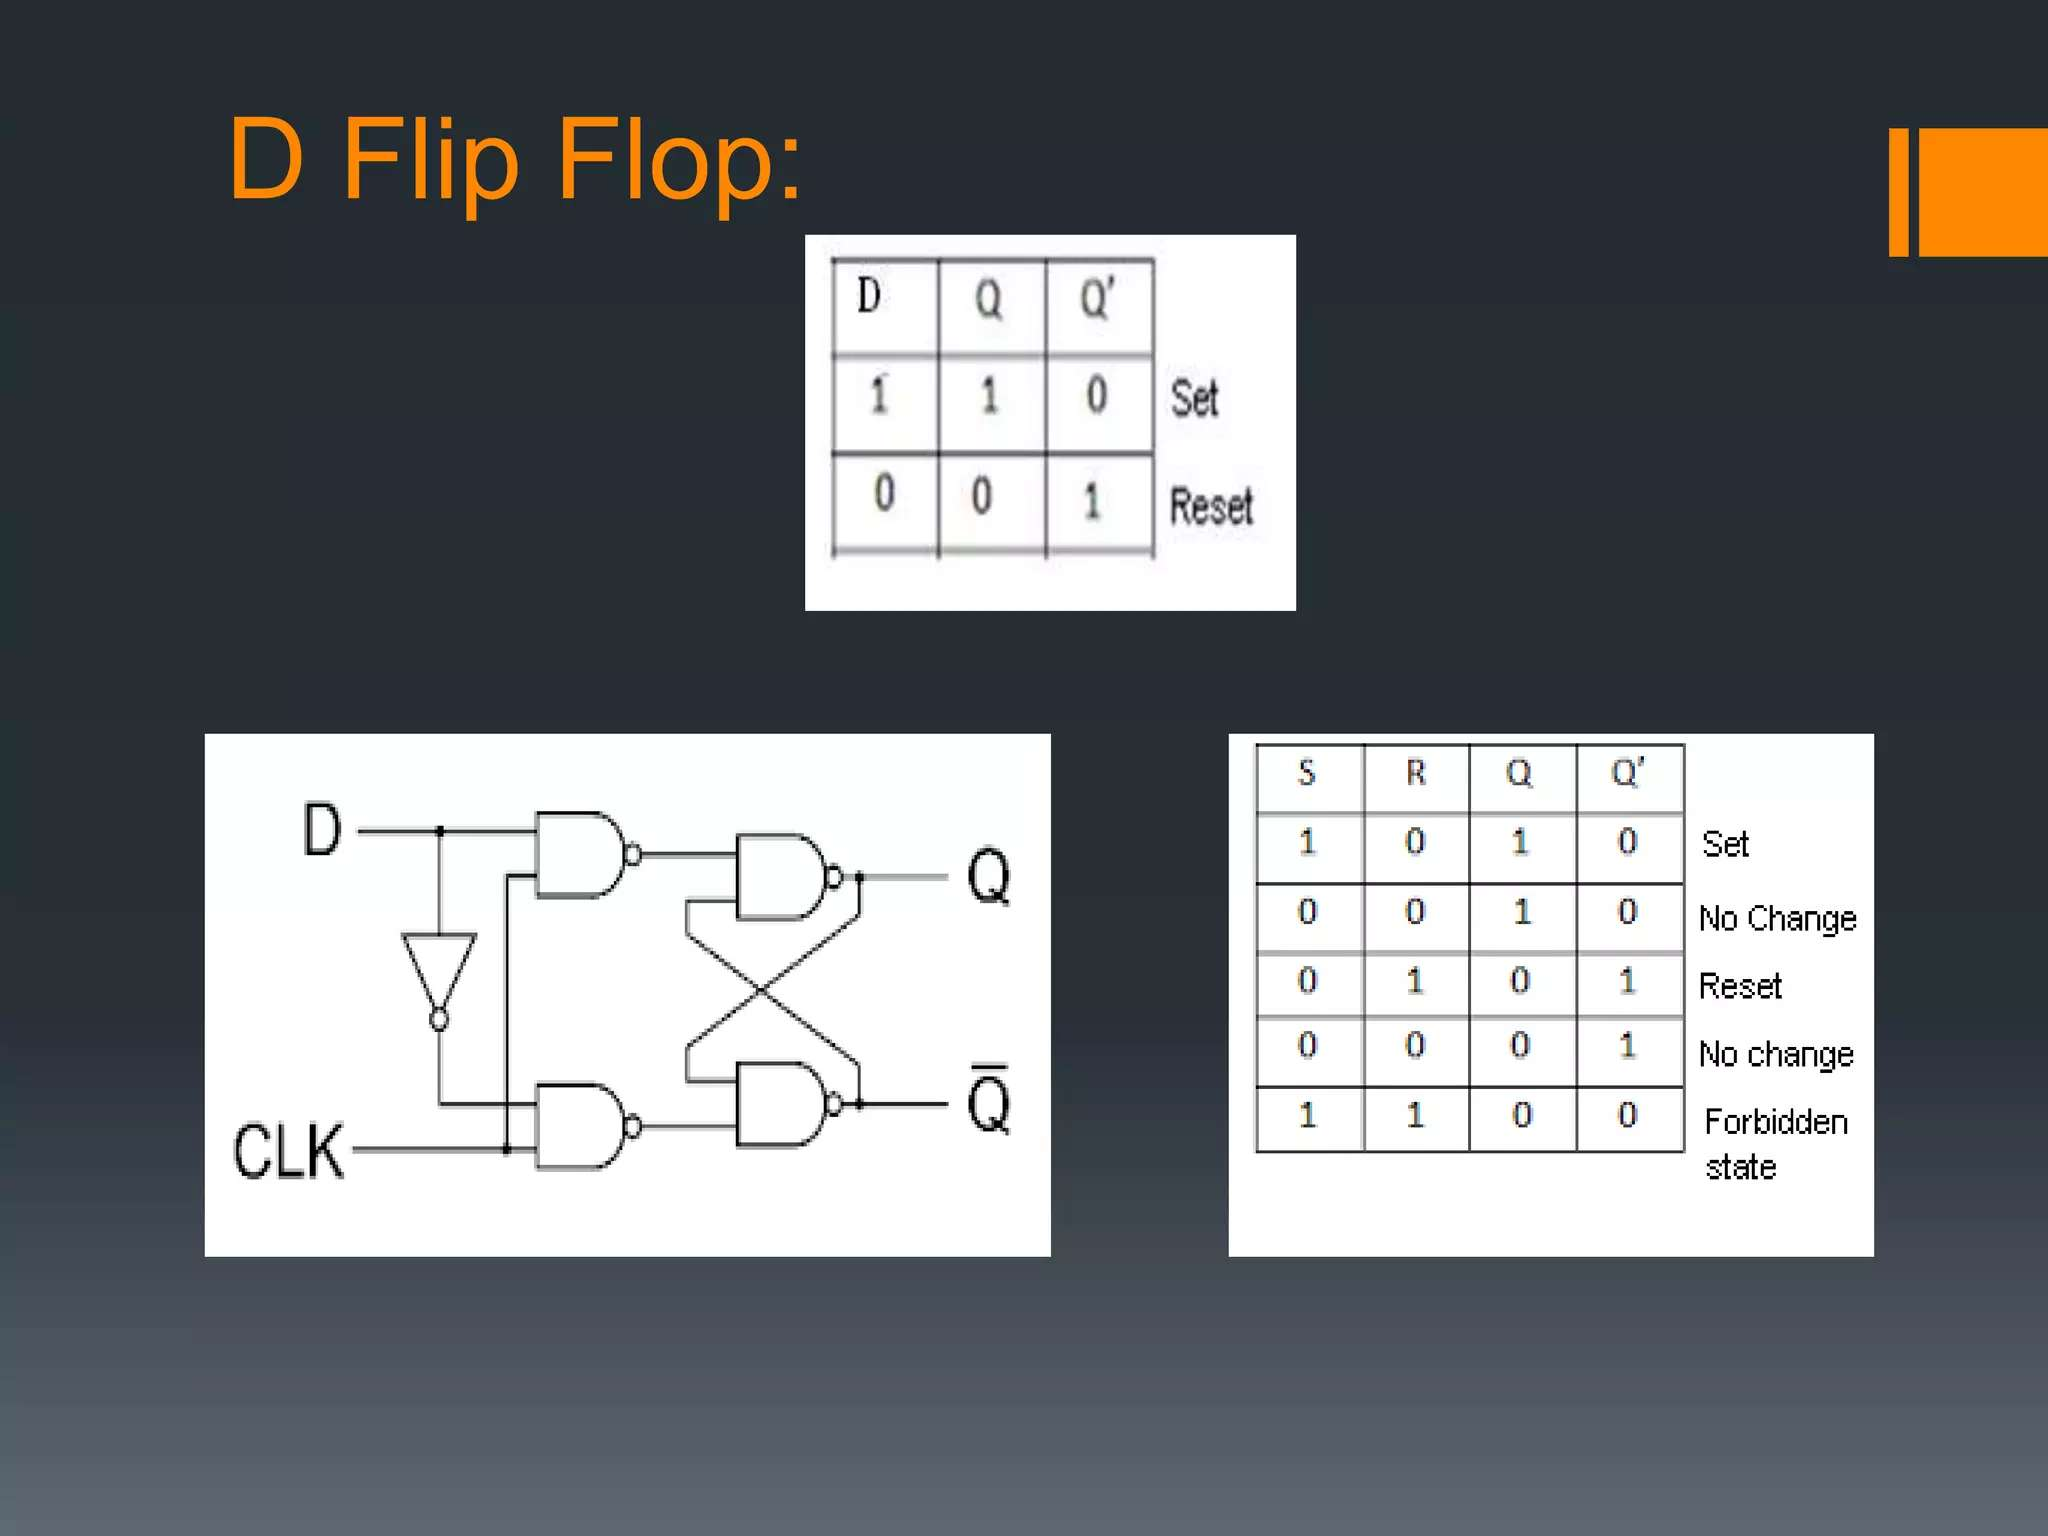 D Flip Flop:
D Q Q'
1 1 0 Set
0 0 1 Reset
D
Q
CLK
Q̅
S R Q Q'
1 0 1 0 Set
0 0 1 0 No Change
0 1 0 1 Reset
0 0 0 1 No change
1 1 0 0 Forbidden
state